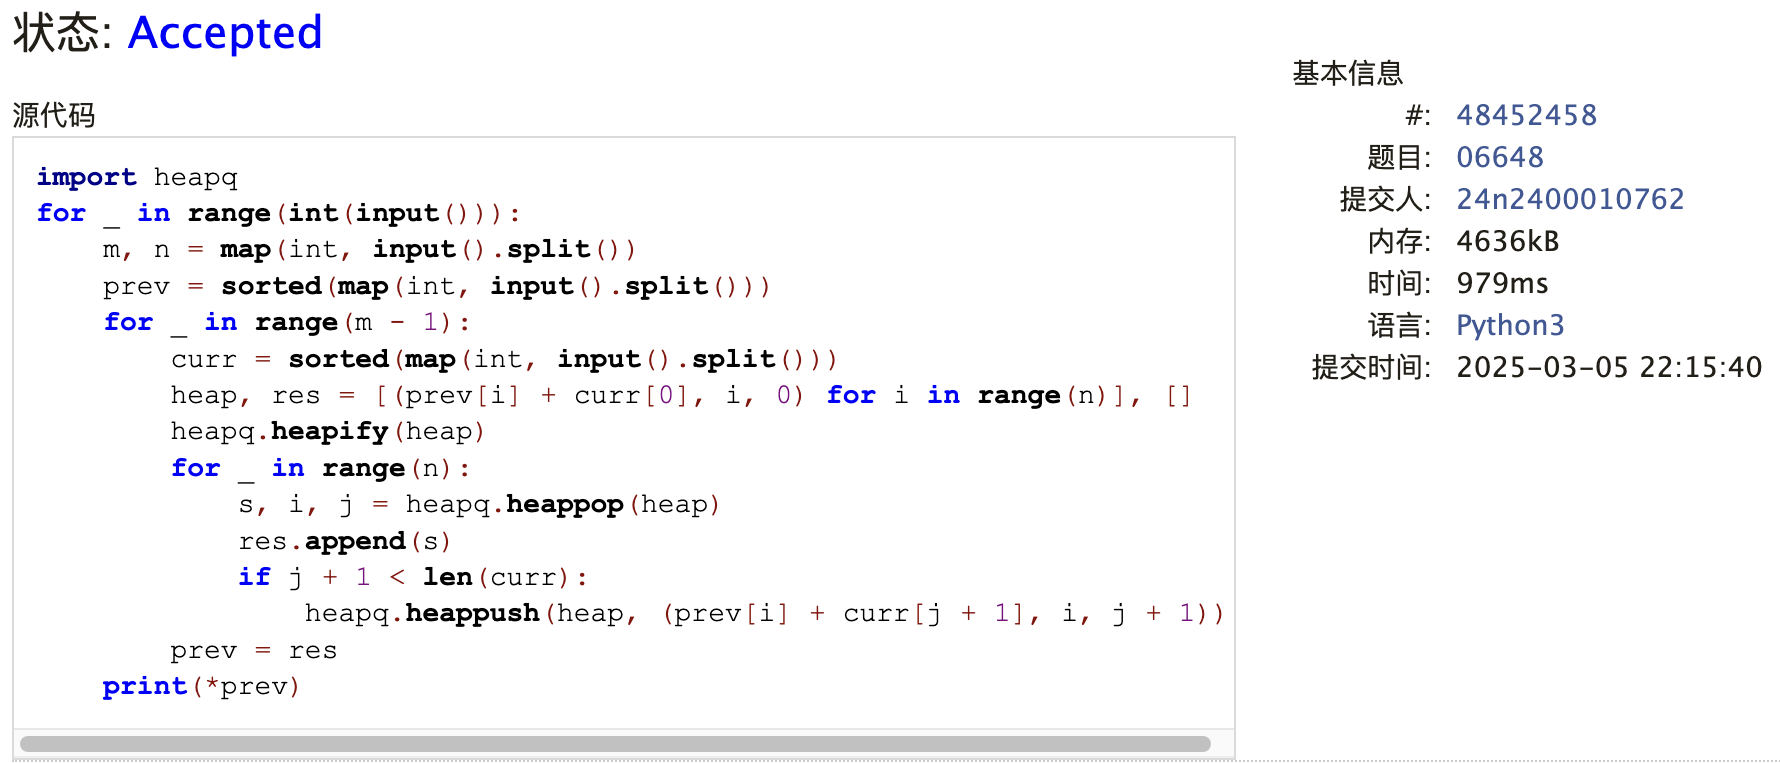 状态: Accepted
源代码
import heapq
for _ in range(int(input())):
    m, n = map(int, input().split())
    prev = sorted(map(int, input().split()))
    for _ in range(m - 1):
        curr = sorted(map(int, input().split()))
        heap, res = [(prev[i] + curr[0], i, 0) for i in range(n)], []
        heapq.heapify(heap)
        for _ in range(n):
            s, i, j = heapq.heappop(heap)
            res.append(s)
            if j + 1 < len(curr):
                heapq.heappush(heap, (prev[i] + curr[j + 1], i, j + 1))
        prev = res
    print(*prev)
基本信息
#: 48452458
题目: 06648
提交人: 24n2400010762
内存: 4636kB
时间: 979ms
语言: Python3
提交时间: 2025-03-05 22:15:40